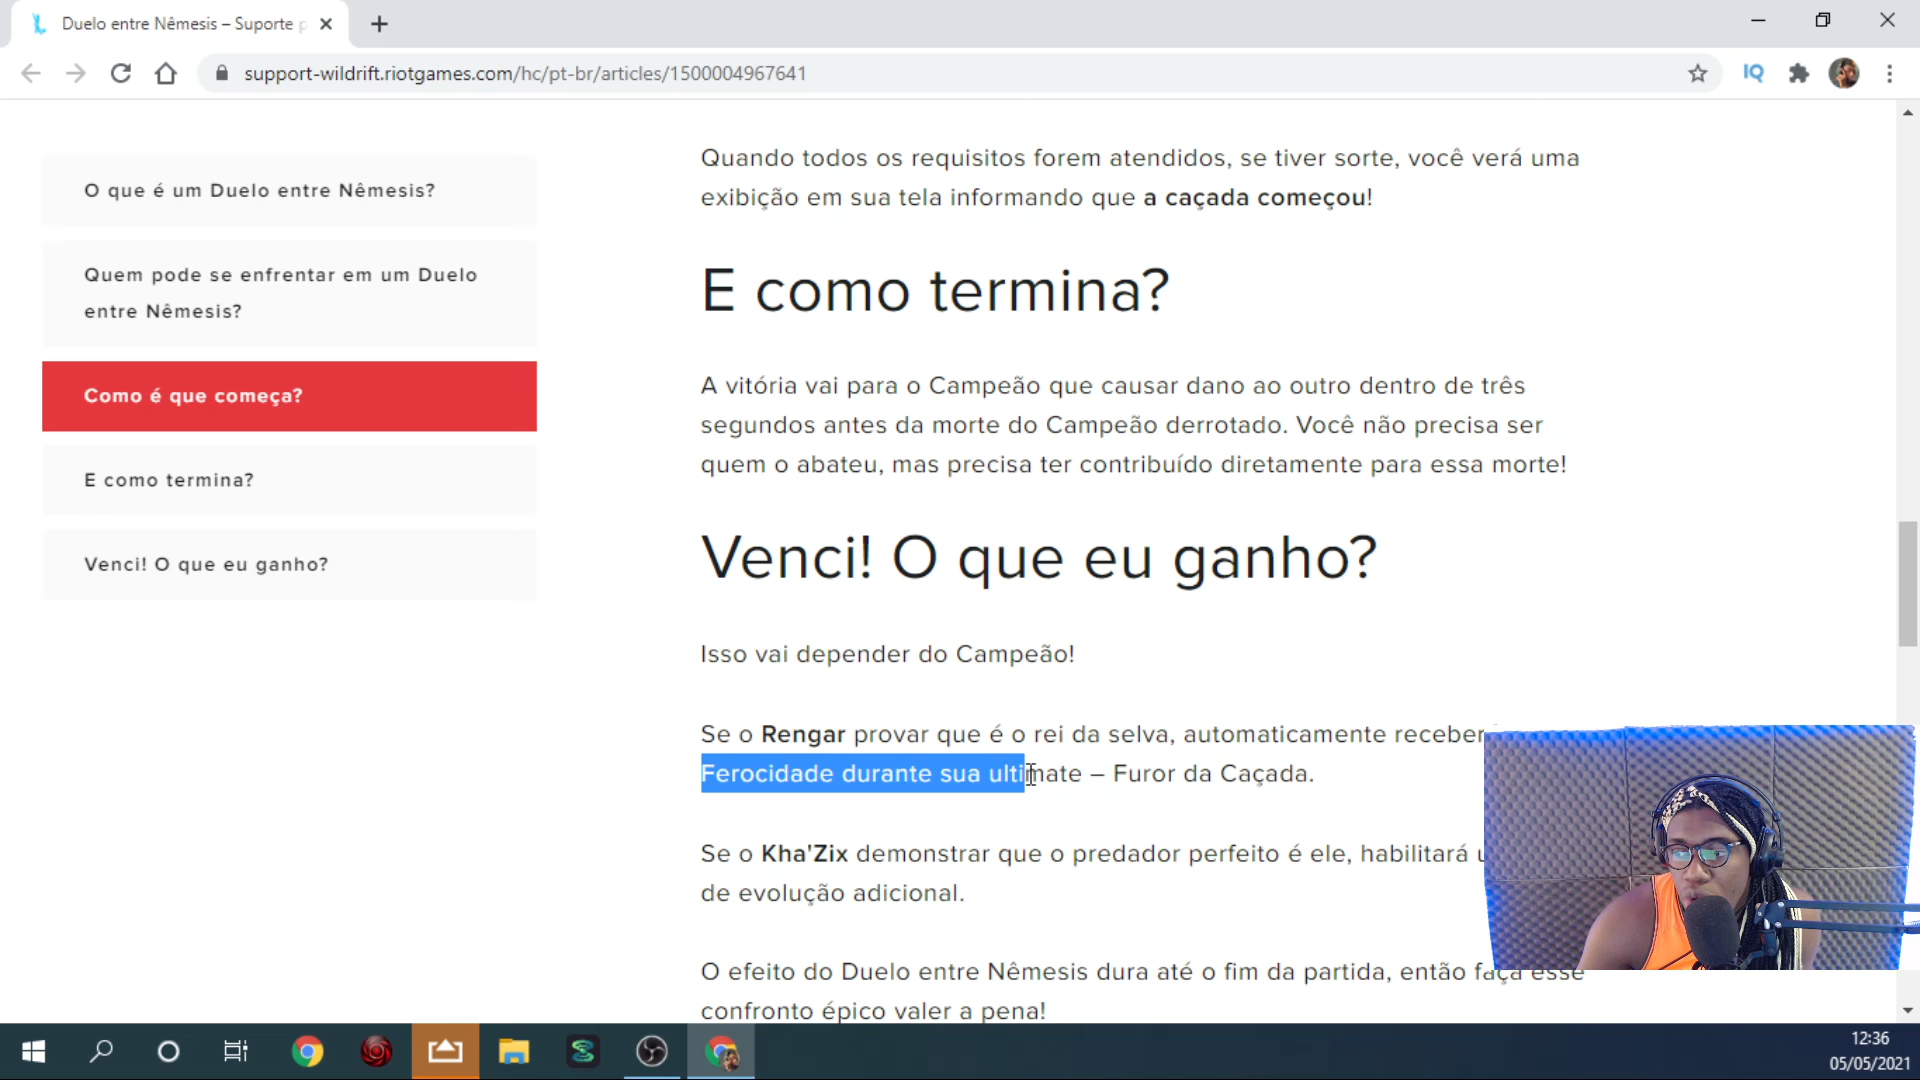 Duelo entre Nêmesis – Suporte p
support-wildrift.riotgames.com/hc/pt-br/articles/1500004967641
IQ
O que é um Duelo entre Nêmesis?
Quem pode se enfrentar em um Duelo
entre Nêmesis?
Como é que começa?
E como termina?
Venci! O que eu ganho?
Quando todos os requisitos forem atendidos, se tiver sorte, você verá uma
exibição em sua tela informando que a caçada começou!
E como termina?
A vitória vai para o Campeão que causar dano ao outro dentro de três
segundos antes da morte do Campeão derrotado. Você não precisa ser
quem o abateu, mas precisa ter contribuído diretamente para essa morte!
Venci! O que eu ganho?
Isso vai depender do Campeão!
Se o Rengar provar que é o rei da selva, automaticamente receber
Ferocidade durante sua ultimate – Furor da Caçada.
Se o Kha'Zix demonstrar que o predador perfeito é ele, habilitará
de evolução adicional.
O efeito do Duelo entre Nêmesis dura até o fim da partida, então faça esse
confronto épico valer a pena!
12:36
05/05/2021